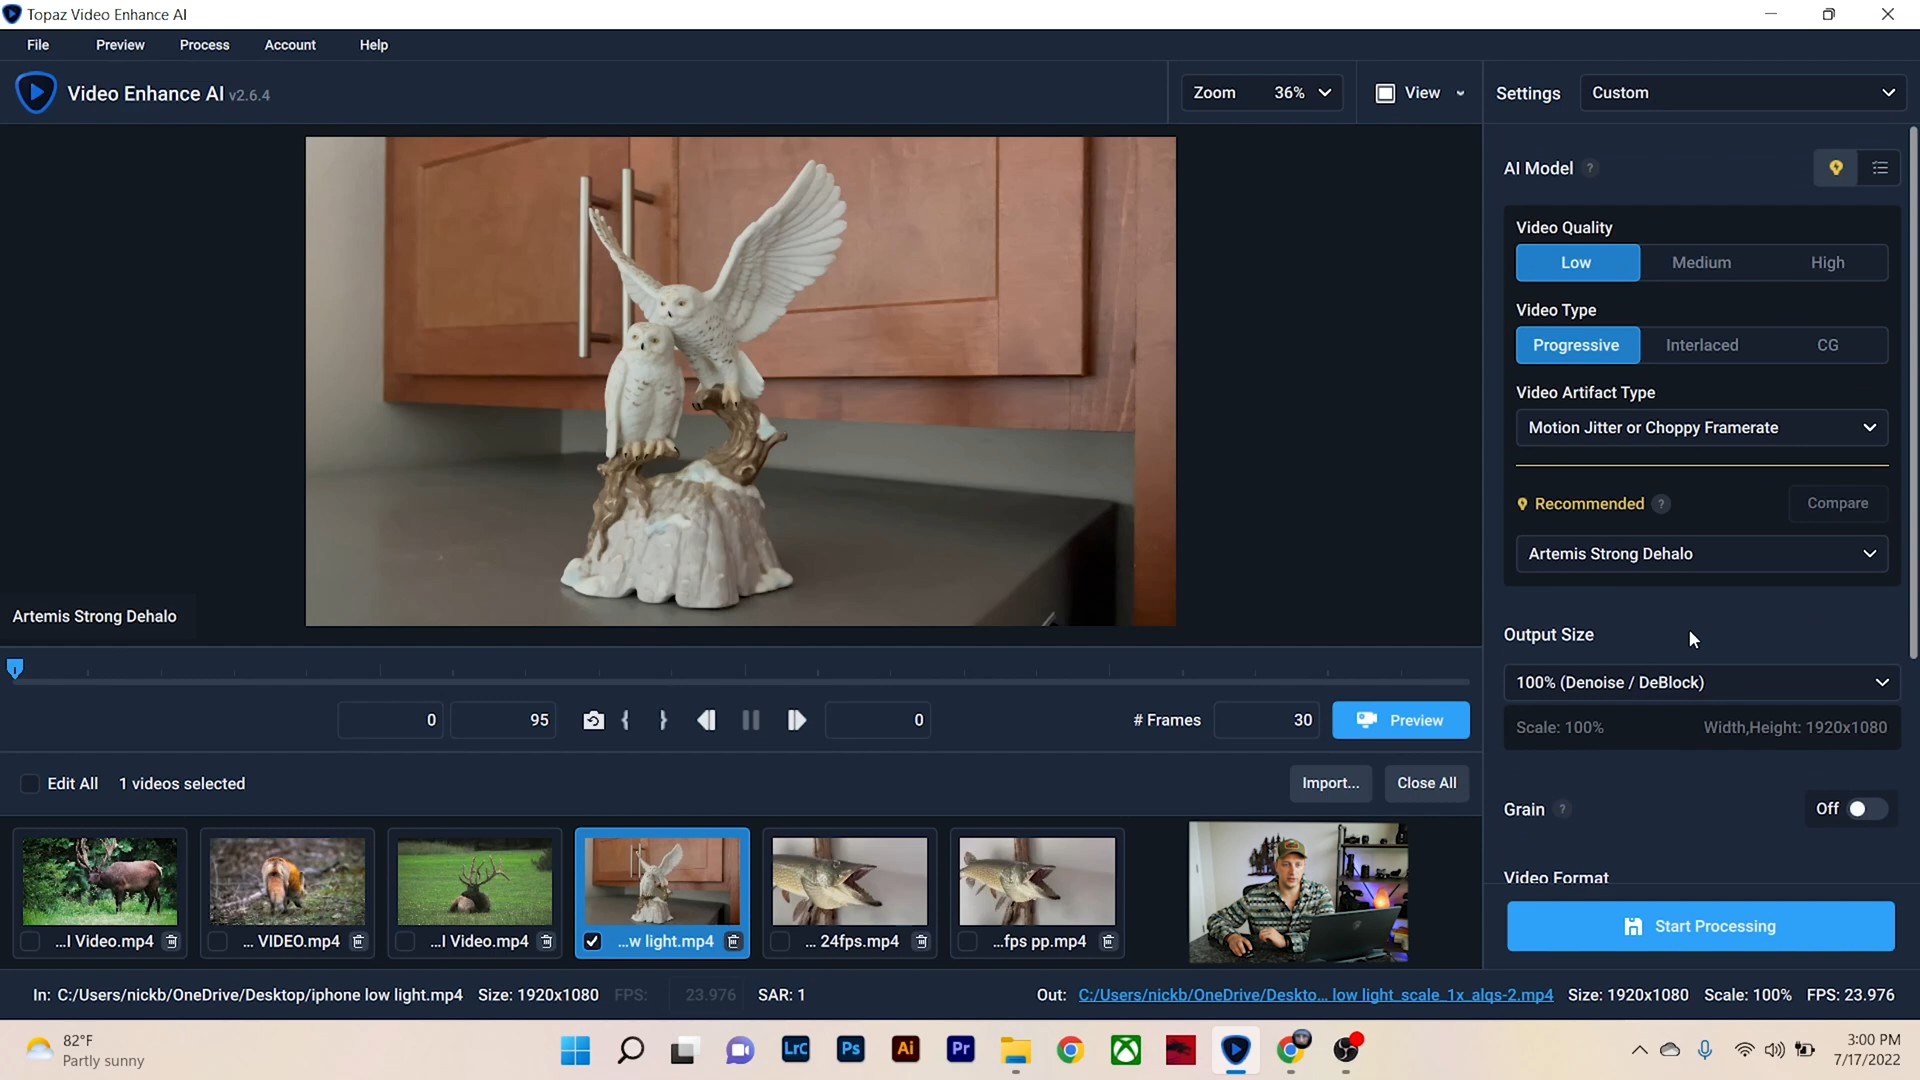 Topaz Video Enhance AI
File Preview Process Account Help
Video Enhance AI v2.6.4
Zoom 36% View Settings Custom
AI Model ?
Video Quality
Low Medium High
Video Type
Progressive Interlaced CG
Video Artifact Type
Motion Jitter or Choppy Framerate
Recommended ? Compare
Artemis Strong Dehalo
Artemis Strong Dehalo
Output Size
100% (Denoise / DeBlock)
Scale: 100% Width,Height: 1920x1080
0 95 { } 0 # Frames 30 Preview
Edit All 1 videos selected Import... Close All
Grain ? Off
Video Format
...l Video.mp4 ... VIDEO.mp4 ...l Video.mp4 ...w light.mp4 ... 24fps.mp4 ...fps pp.mp4
Start Processing
In: C:/Users/nickb/OneDrive/Desktop/iphone low light.mp4 Size: 1920x1080 FPS: 23.976 SAR: 1 Out: C:/Users/nickb/OneDrive/Deskto... low light_scale_1x_alqs-2.mp4 Size: 1920x1080 Scale: 100% FPS: 23.976
82°F
Partly sunny
LrC Ps Ai Pr
3:00 PM
7/17/2022